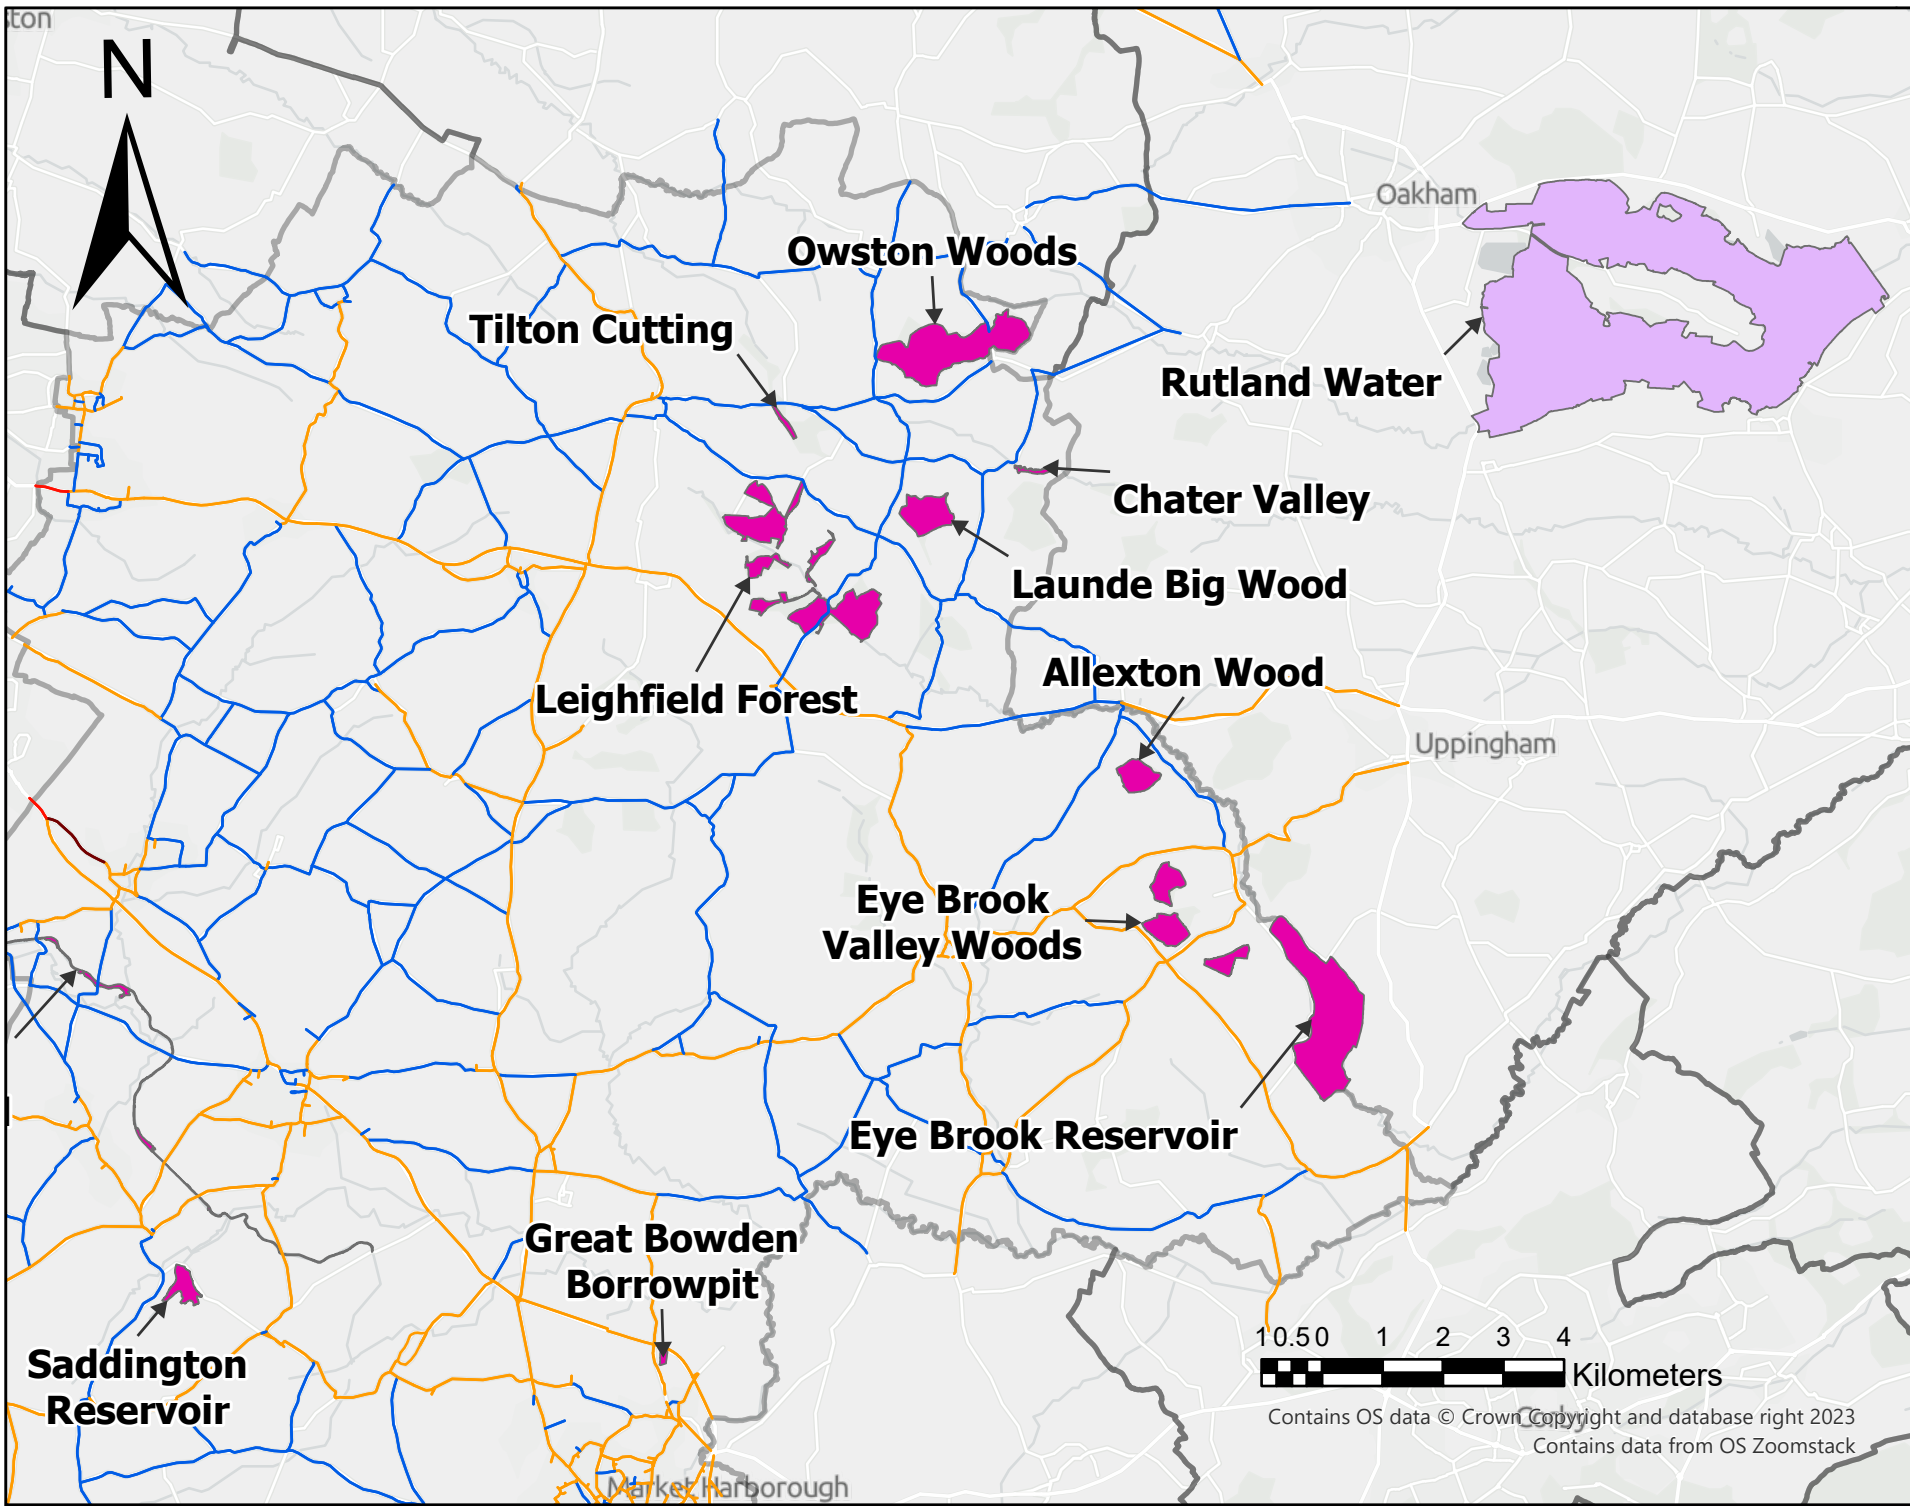 ston
N
Oakham
Owston Woods
Tilton Cutting
Rutland Water
Chater Valley
Launde Big Wood
Allexton Wood
Leighfield Forest
Uppingham
Eye Brook
Valley Woods
Eye Brook Reservoir
Great Bowden
Borrowpit
Saddington
Reservoir
1 0.5 0 1 2 3 4
Kilometers
Contains OS data © Crown Copyright and database right 2023
Corby
Contains data from OS Zoomstack
Market Harborough